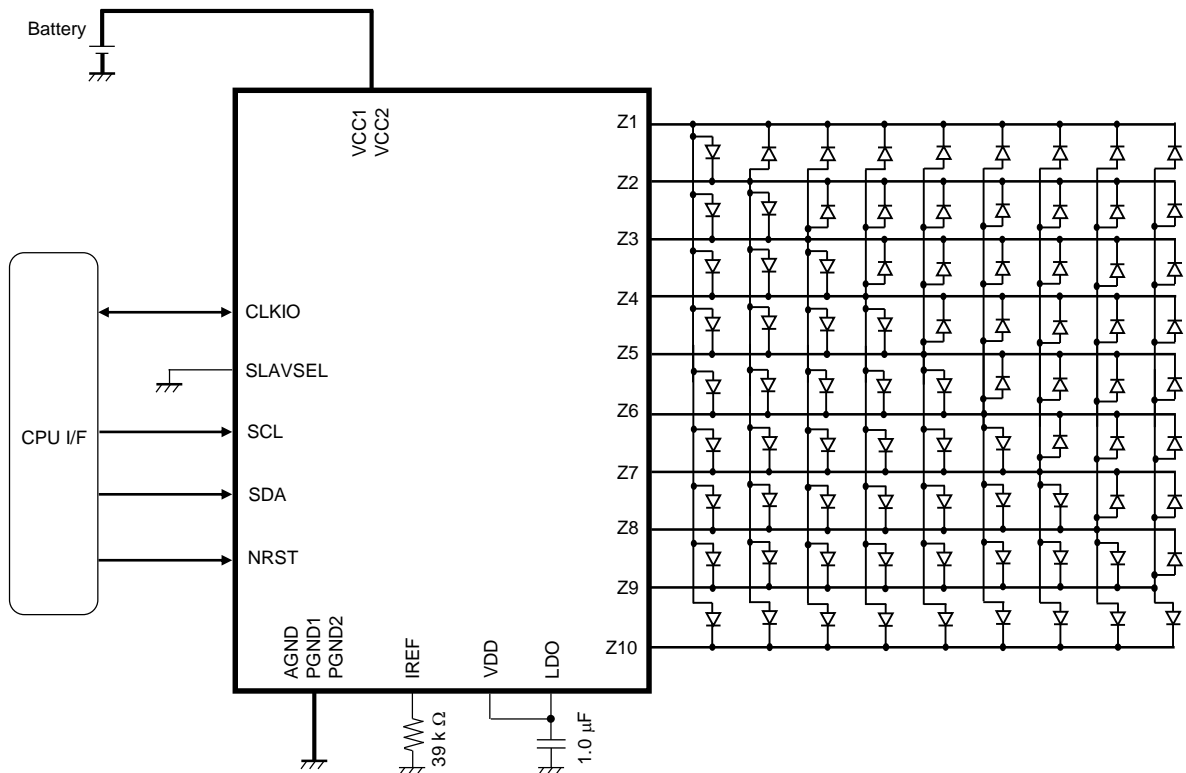 Battery
VCC1
VCC2
Z1
Z2
Z3
Z4
Z5
Z6
Z7
Z8
Z9
Z10
CPU I/F
CLKIO
SLAVSEL
SCL
SDA
NRST
AGND
PGND1
PGND2
IREF
VDD
LDO
39 k Ω
1.0 µF